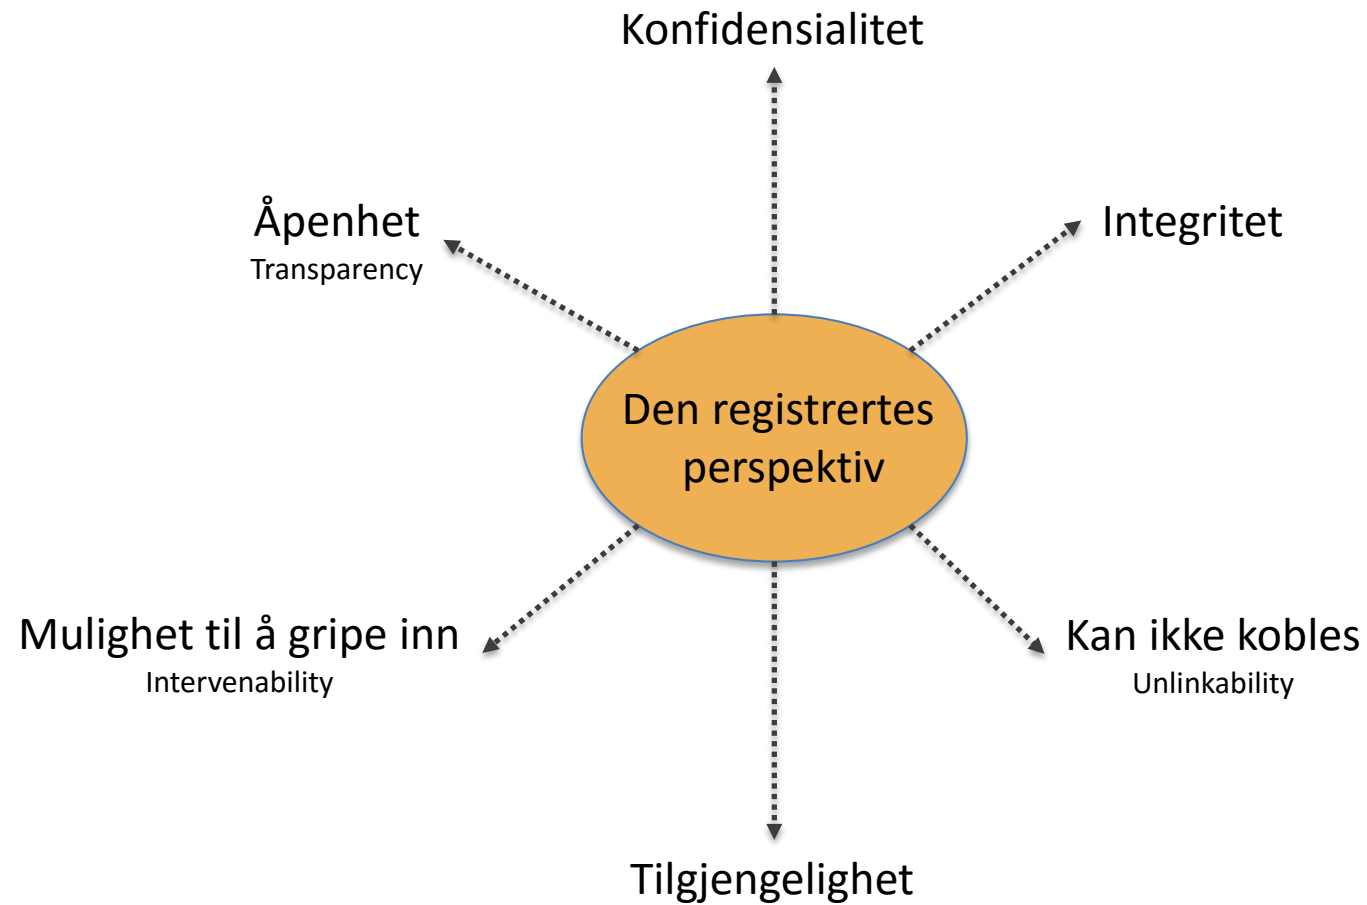 Konfidensialitet
Åpenhet
Transparency
Integritet
Den registrertes
perspektiv
Mulighet til å gripe inn
Intervenability
Kan ikke kobles
Unlinkability
Tilgjengelighet